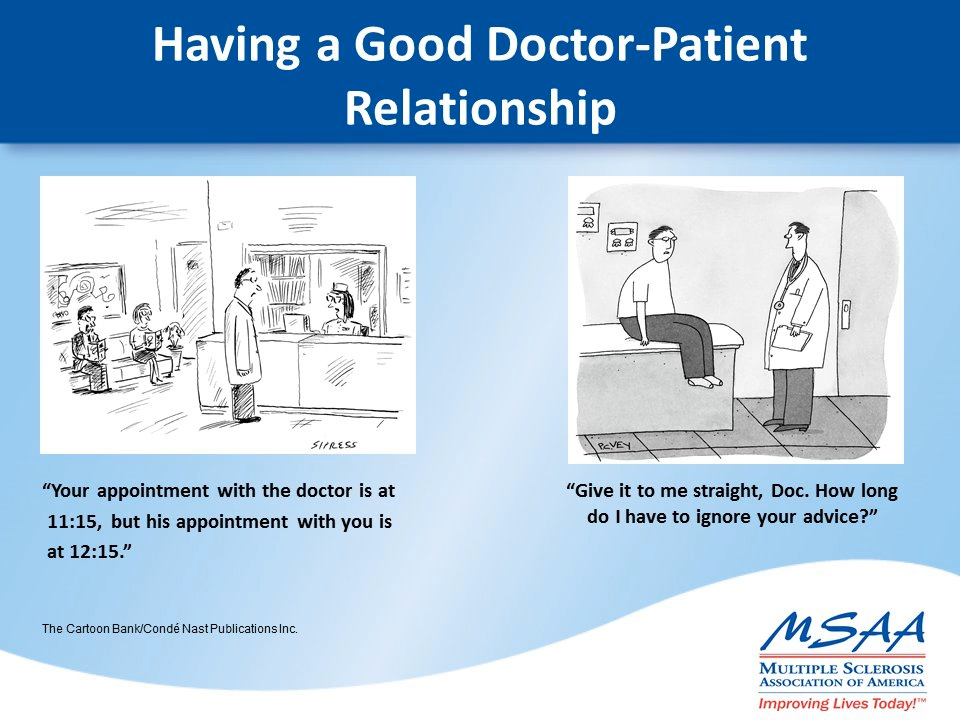 Having a Good Doctor-Patient
Relationship
SIPRESS
P.C.VEY
“Your appointment with the doctor is at
11:15, but his appointment with you is
at 12:15.”
“Give it to me straight, Doc. How long
do I have to ignore your advice?”
The Cartoon Bank/Condé Nast Publications Inc.
MSAA
MULTIPLE SCLEROSIS
ASSOCIATION OF AMERICA
Improving Lives Today!™